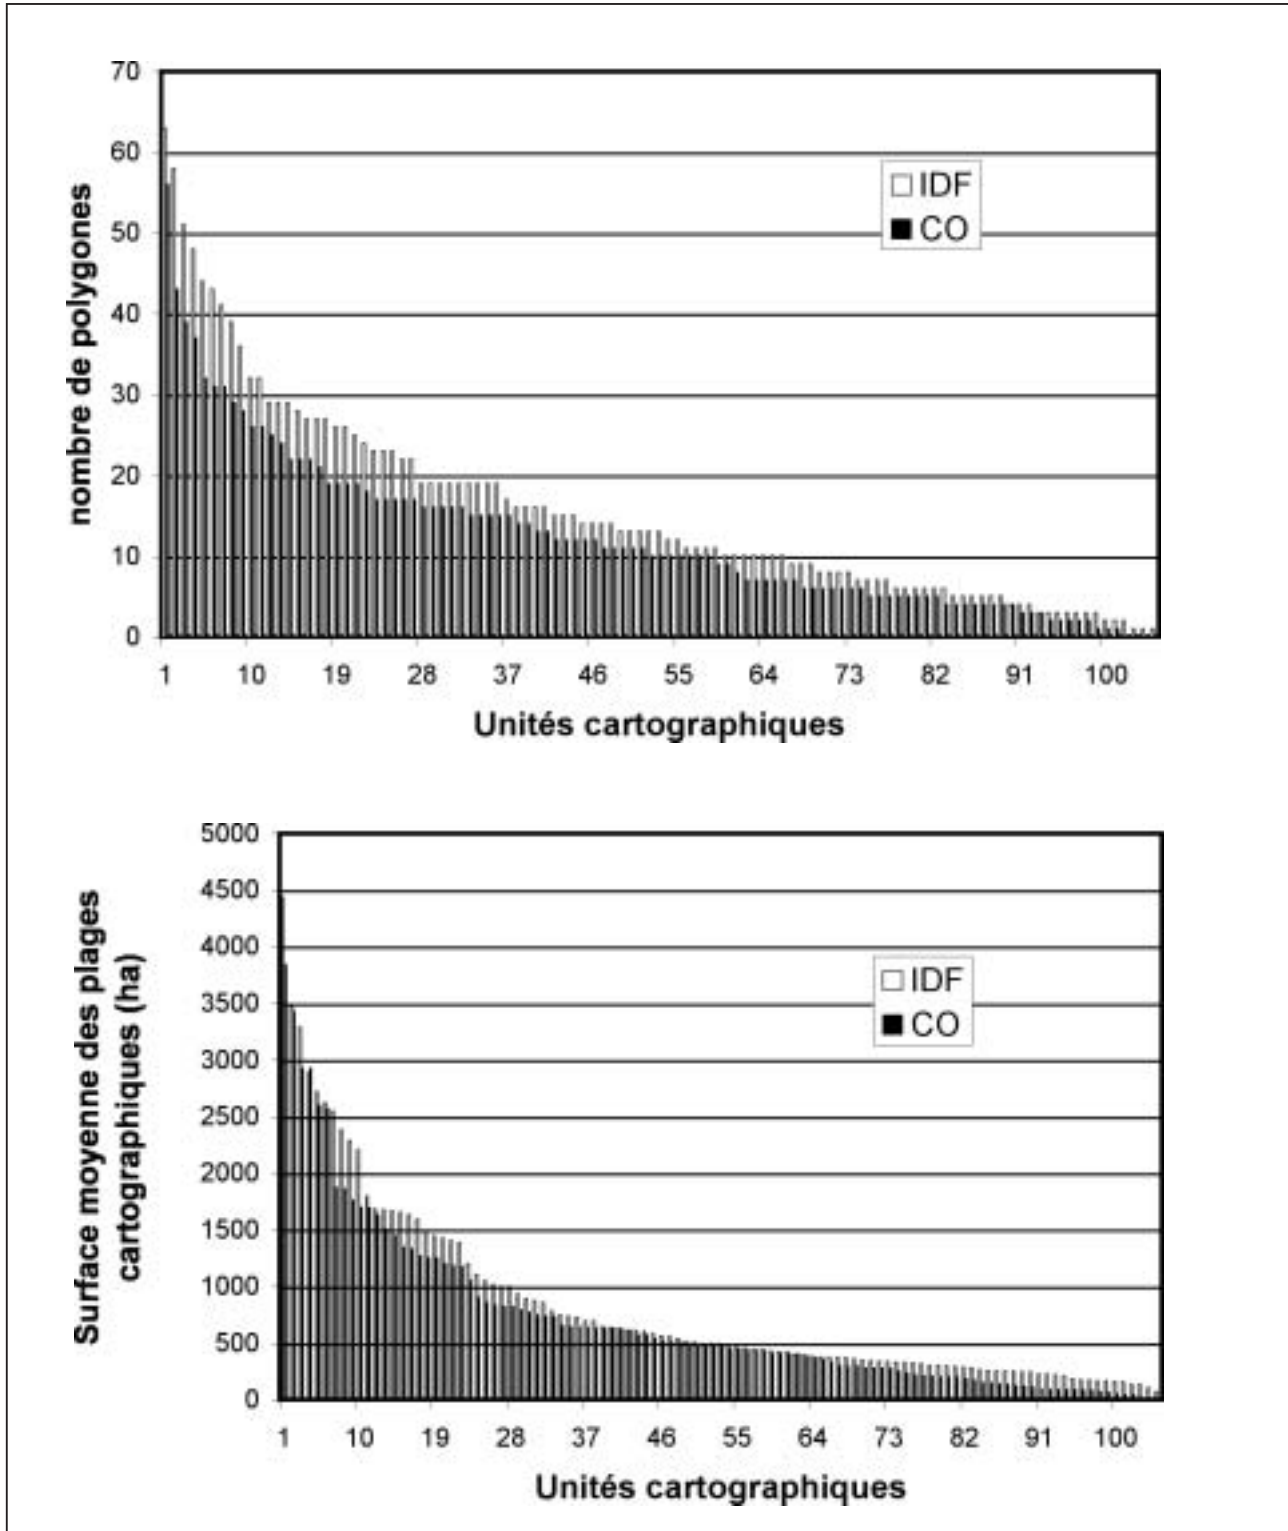 70
60
50
40
30
20
10
0
nombre de polygones
IDF
CO
1 10 19 28 37 46 55 64 73 82 91 100
Unités cartographiques
5000
4500
4000
3500
3000
2500
2000
1500
1000
500
0
Surface moyenne des plages
cartographiques (ha)
IDF
CO
1 10 19 28 37 46 55 64 73 82 91 100
Unités cartographiques